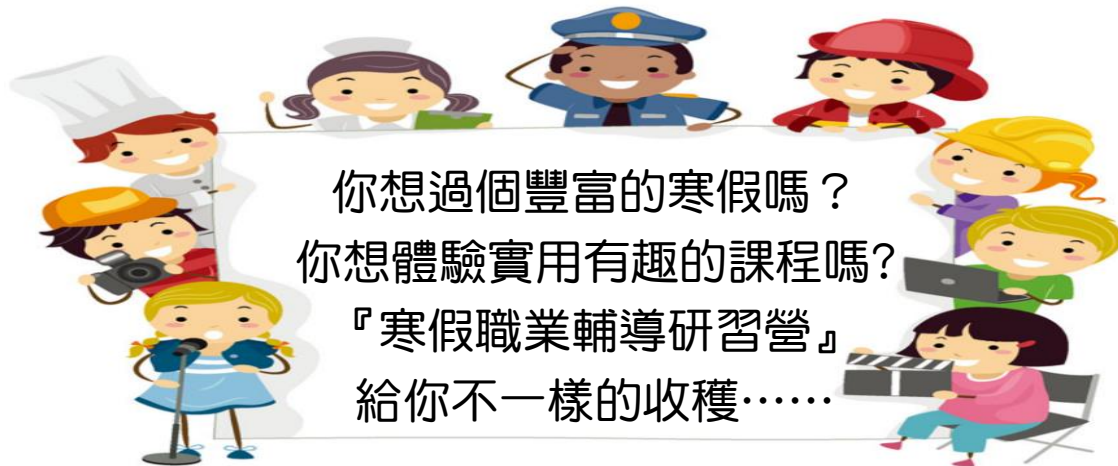 你想過個豐富的寒假嗎？
你想體驗實用有趣的課程嗎?
『寒假職業輔導研習營』
給你不一樣的收穫……